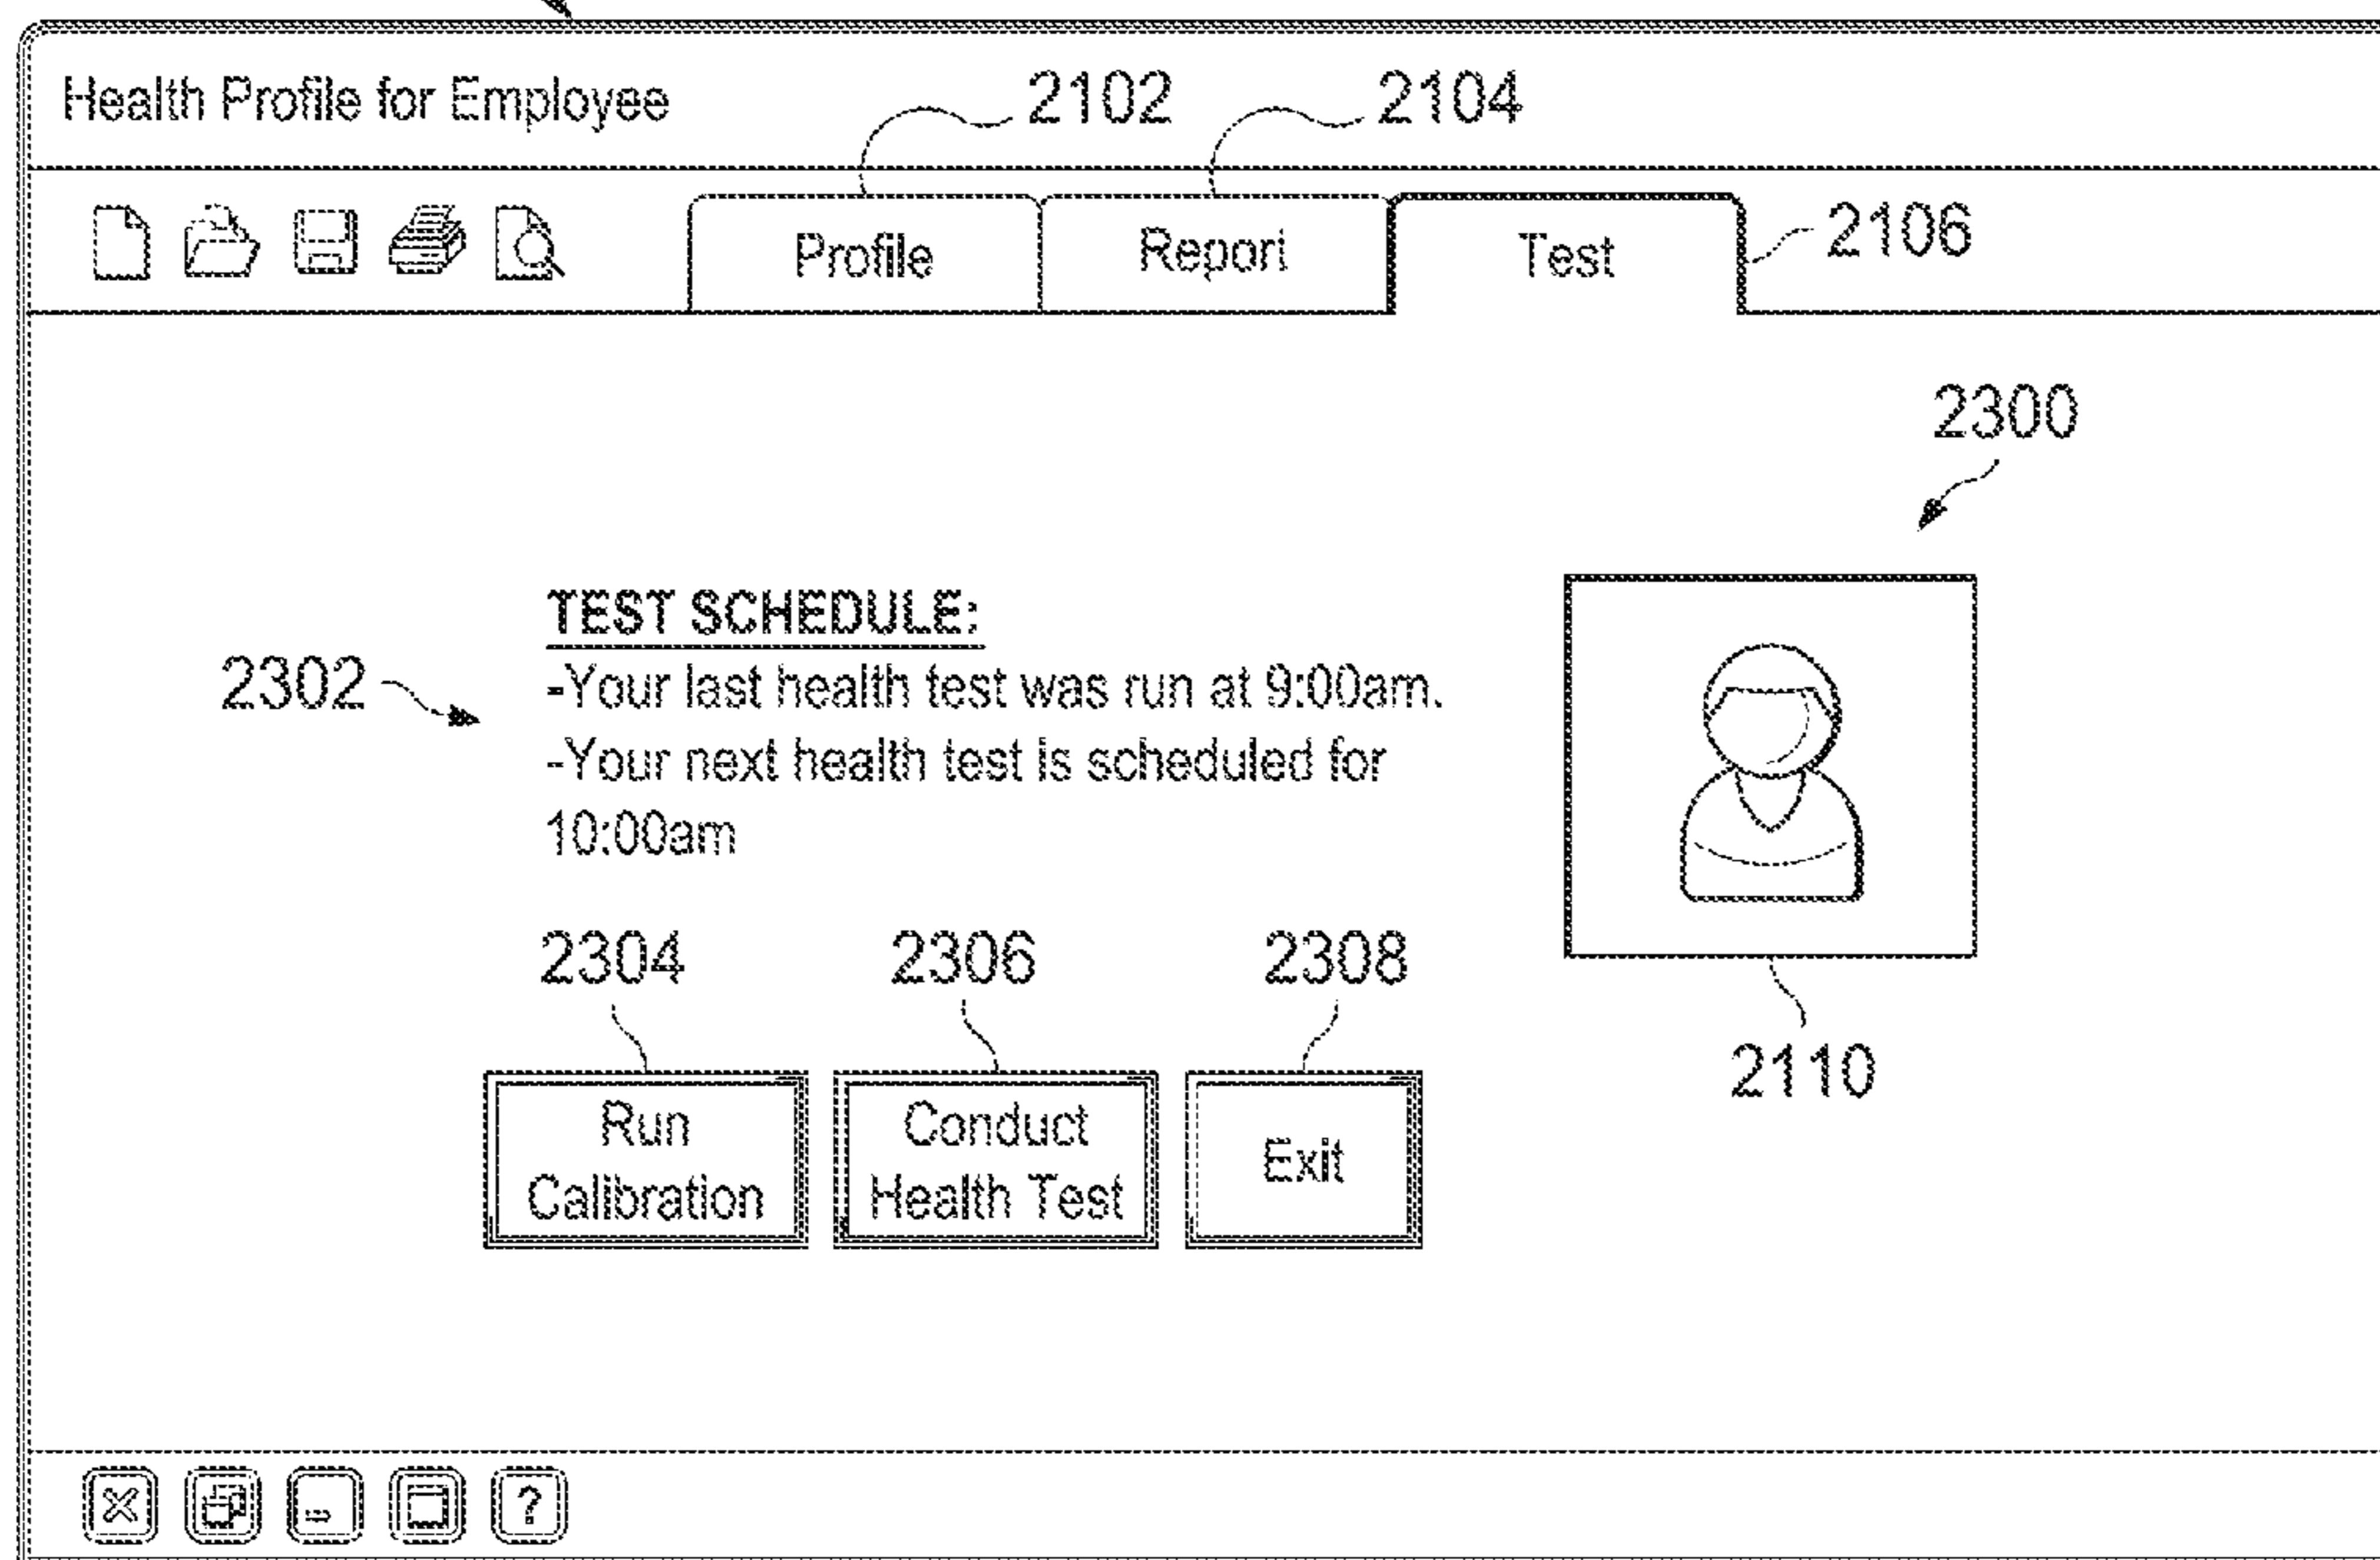 Health Profile for Employee
2102
2104
Profile
Report
Test
2106
2300
TEST SCHEDULE:
2302
-Your last health test was run at 9:00am.
-Your next health test is scheduled for
10:00am
2304
2306
2308
2110
Run
Calibration
Conduct
Health Test
Exit
?